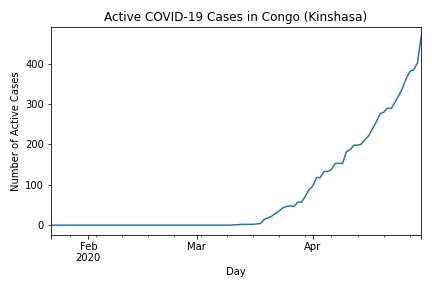 Active COVID-19 Cases in Congo (Kinshasa)
Number of Active Cases
400
300
200
100
0
Feb
2020
Mar
Apr
Day